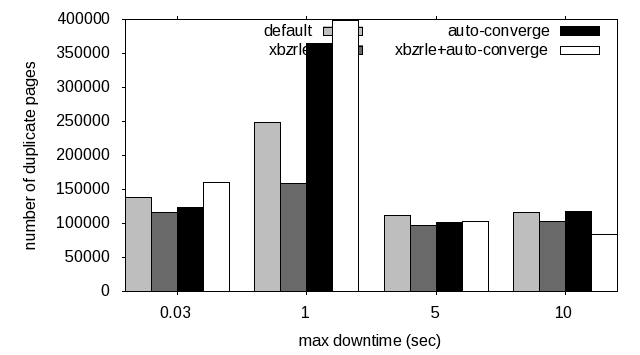 400000
350000
300000
250000
200000
150000
100000
50000
0
number of duplicate pages
default
auto-converge
xbzrle
xbzrle+auto-converge
0.03 1 5 10
max downtime (sec)